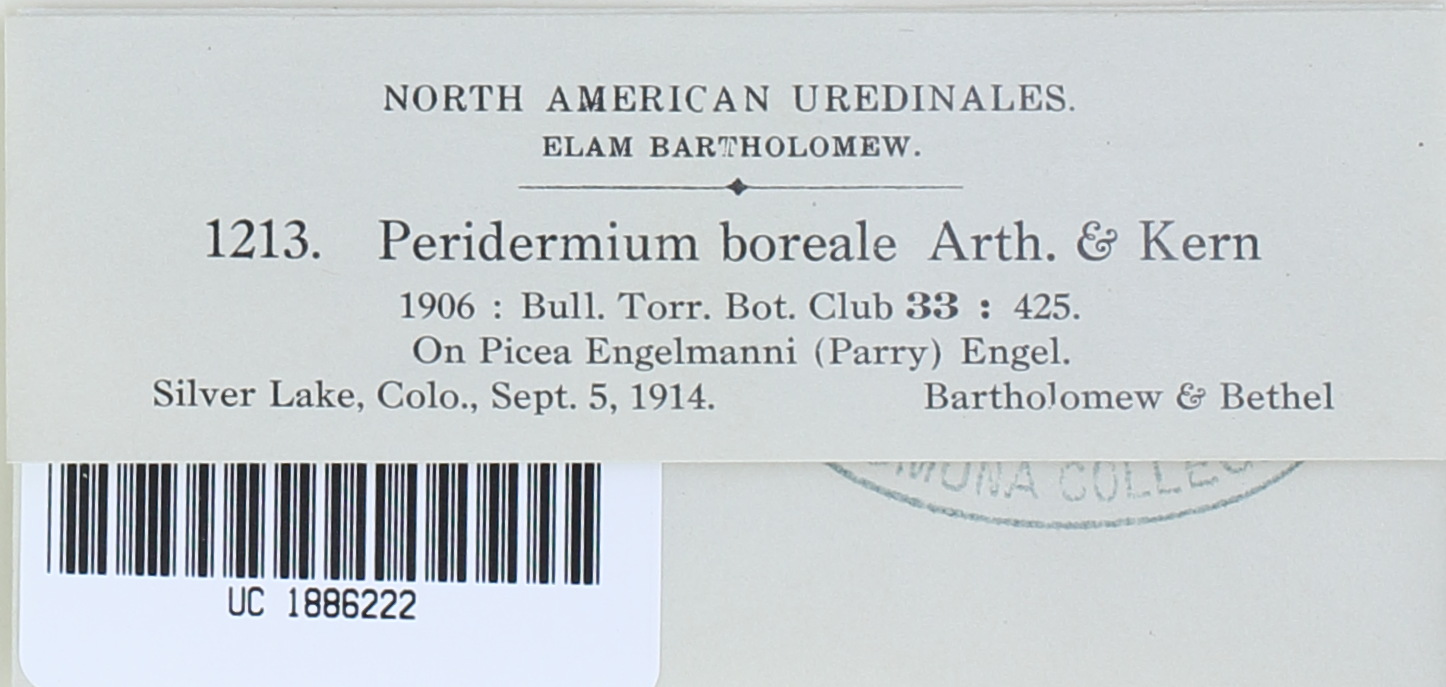 NORTH AMERICAN UREDINALES.
ELAM BARTHOLOMEW.
1213. Peridermium boreale Arth. & Kern
1906 : Bull. Torr. Bot. Club 33 : 425.
On Picea Engelmanni (Parry) Engel.
Silver Lake, Colo., Sept. 5, 1914. Bartholomew & Bethel
UC 1886222